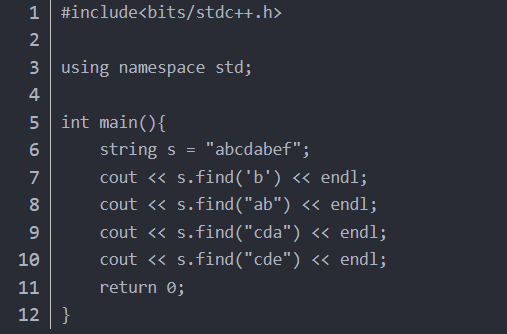 1 #include<bits/stdc++.h>
2
3 using namespace std;
4
5 int main(){
6     string s = "abcdabef";
7     cout << s.find('b') << endl;
8     cout << s.find("ab") << endl;
9     cout << s.find("cda") << endl;
10     cout << s.find("cde") << endl;
11     return 0;
12 }